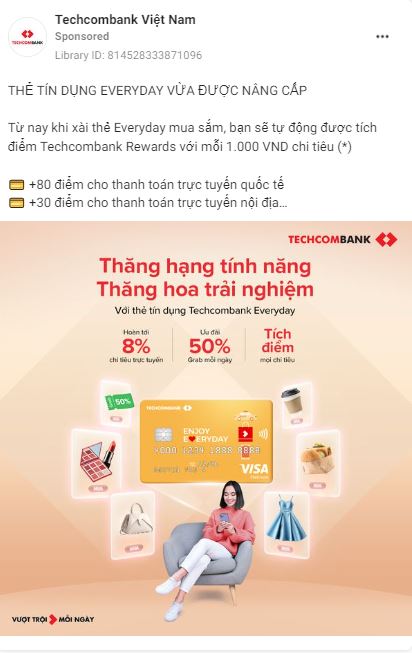 Techcombank Việt Nam
Sponsored
Library ID: 814528333871096
THẺ TÍN DỤNG EVERYDAY VỪA ĐƯỢC NÂNG CẤP
Từ nay khi xài thẻ Everyday mua sắm, bạn sẽ tự động được tích
điểm Techcombank Rewards với mỗi 1.000 VND chi tiêu (*)
+80 điểm cho thanh toán trực tuyến quốc tế
+30 điểm cho thanh toán trực tuyến nội địa...
TECHCOMBANK
Thăng hạng tính năng
Thăng hoa trải nghiệm
Với thẻ tín dụng Techcombank Everyday
Hoàn tới
8%
chi tiêu trực tuyến
Ưu đãi
50%
Grab mỗi ngày
Tích
điểm
mọi chi tiêu
50%
TECHCOMBANK
ENJOY
EVERYDAY
VISA
VƯỢT TRỘI MỖI NGÀY